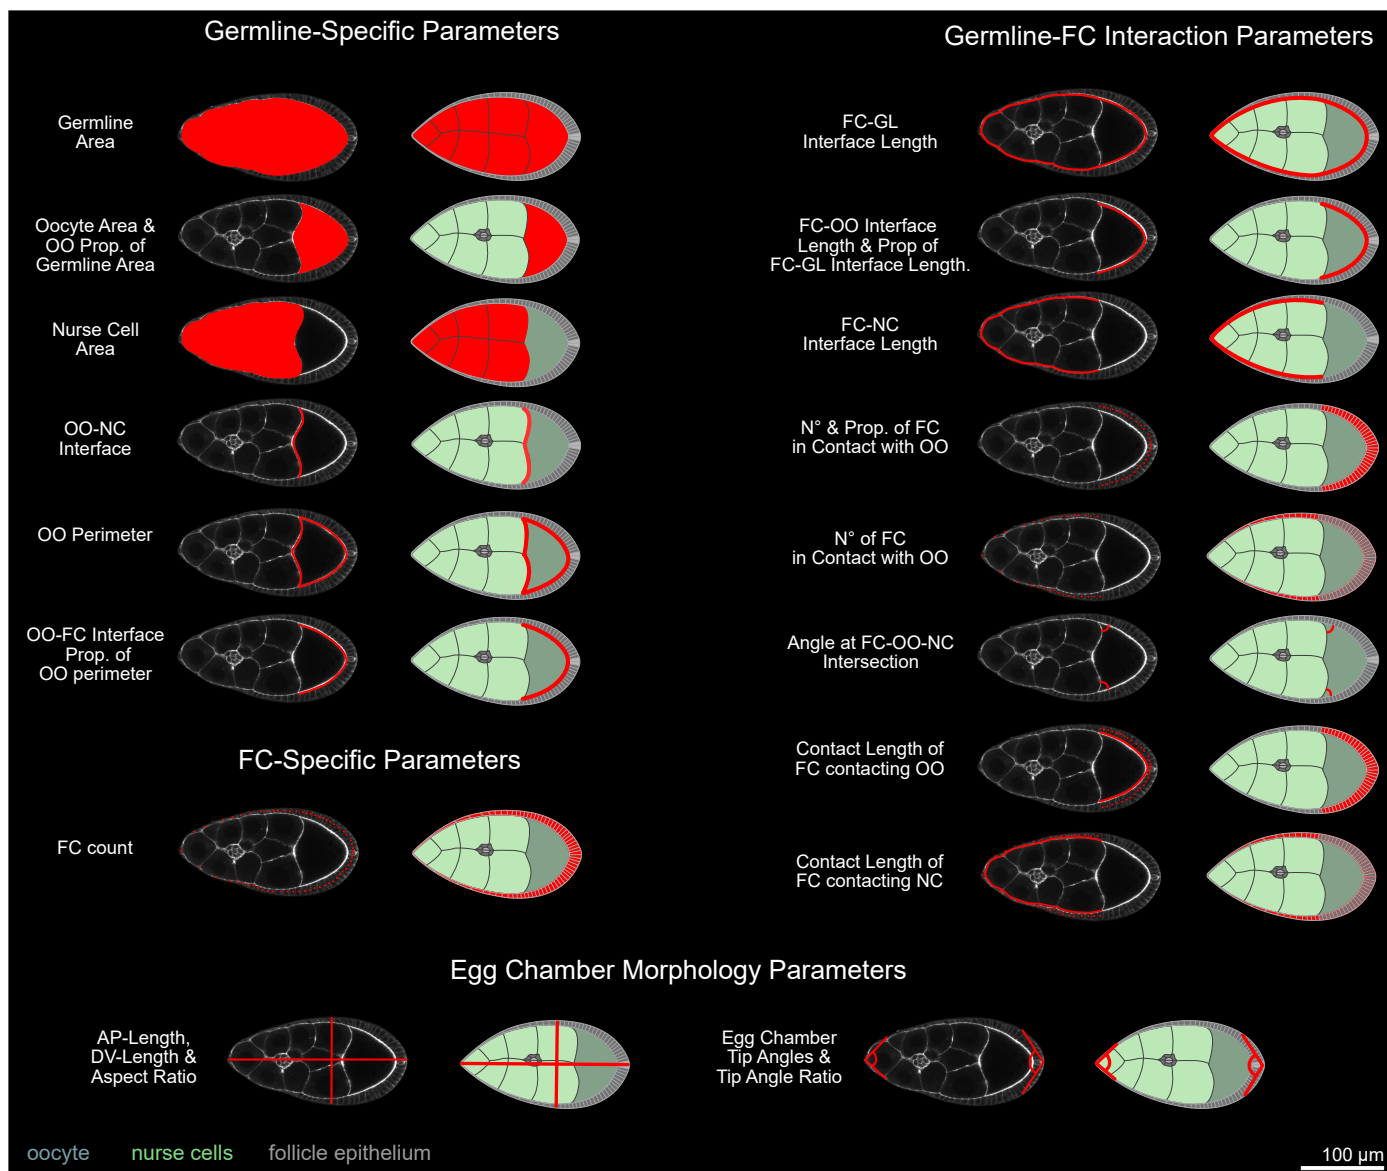 Germline-Specific Parameters
Germline
Area
Oocyte Area &
OO Prop. of
Germline Area
Nurse Cell
Area
OO-NC
Interface
OO Perimeter
OO-FC Interface
Prop. of
OO perimeter
FC-Specific Parameters
FC count
Germline-FC Interaction Parameters
FC-GL
Interface Length
FC-OO Interface
Length & Prop of
FC-GL Interface Length.
FC-NC
Interface Length
N° & Prop. of FC
in Contact with OO
N° of FC
in Contact with OO
Angle at FC-OO-NC
Intersection
Contact Length of
FC contacting OO
Contact Length of
FC contacting NC
Egg Chamber Morphology Parameters
AP-Length,
DV-Length &
Aspect Ratio
Egg Chamber
Tip Angles &
Tip Angle Ratio
oocyte nurse cells follicle epithelium
100 µm